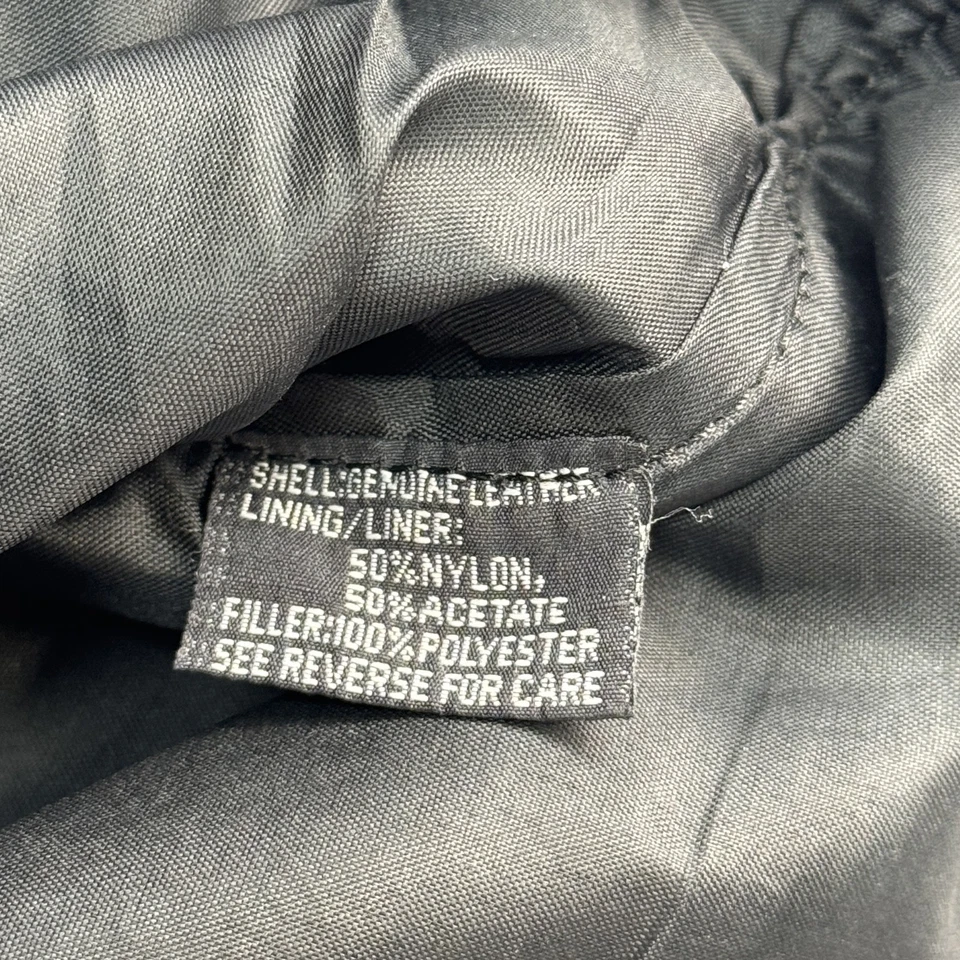 SHELL:GENUINE LEATHER
LINING/LINER:
50%NYLON,
50%ACETATE
FILLER:100%POLYESTER
SEE REVERSE FOR CARE